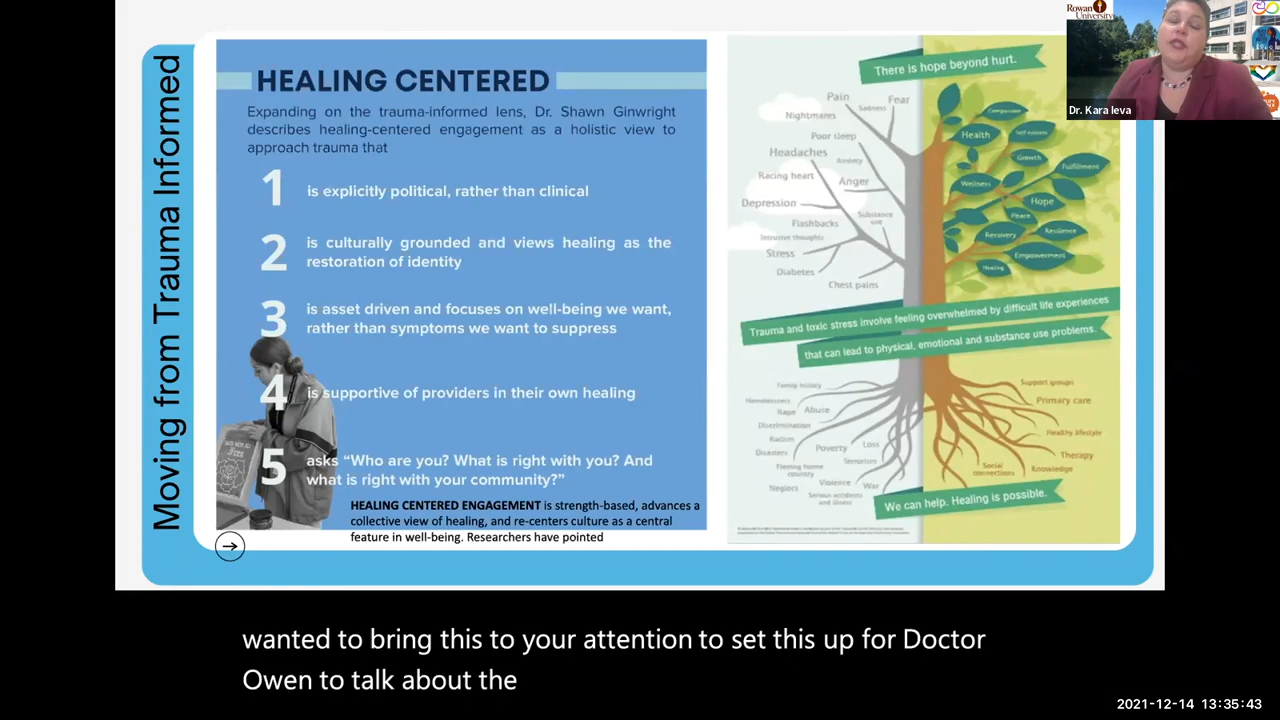 Moving from Trauma Informed
HEALING CENTERED
Expanding on the trauma-informed lens, Dr. Shawn Ginwright
describes healing-centered engagement as a holistic view to
approach trauma that
1 is explicitly political, rather than clinical
2 is culturally grounded and views healing as the
restoration of identity
3 is asset driven and focuses on well-being we want,
rather than symptoms we want to suppress
4 is supportive of providers in their own healing
5 asks “Who are you? What is right with you? And
what is right with your community?”
HEALING CENTERED ENGAGEMENT is strength-based, advances a
collective view of healing, and re-centers culture as a central
feature in well-being. Researchers have pointed
There is hope beyond hurt.
Pain
Sadness
Fear
Nightmares
Poor sleep
Headaches
Anxiety
Racing heart
Anger
Depression
Substance
use
Flashbacks
Intrusive thoughts
Stress
Diabetes
Chest pains
Compassion
Health
Self-esteem
Growth
Fulfillment
Wellness
Hope
Peace
Recovery
Resilience
Empowerment
Healing
Trauma and toxic stress involve feeling overwhelmed by difficult life experiences
that can lead to physical, emotional and substance use problems.
Family history
Homelessness
Rape
Abuse
Discrimination
Racism
Poverty
Loss
Disasters
Terrorism
Fleeing home
country
Neglect
Violence
War
Serious accidents
and illness
Support groups
Primary care
Healthy lifestyle
Therapy
Social
connections
Knowledge
We can help. Healing is possible.
Rowan
University
Dr. Kara Ieva
wanted to bring this to your attention to set this up for Doctor
Owen to talk about the
2021-12-14 13:35:43